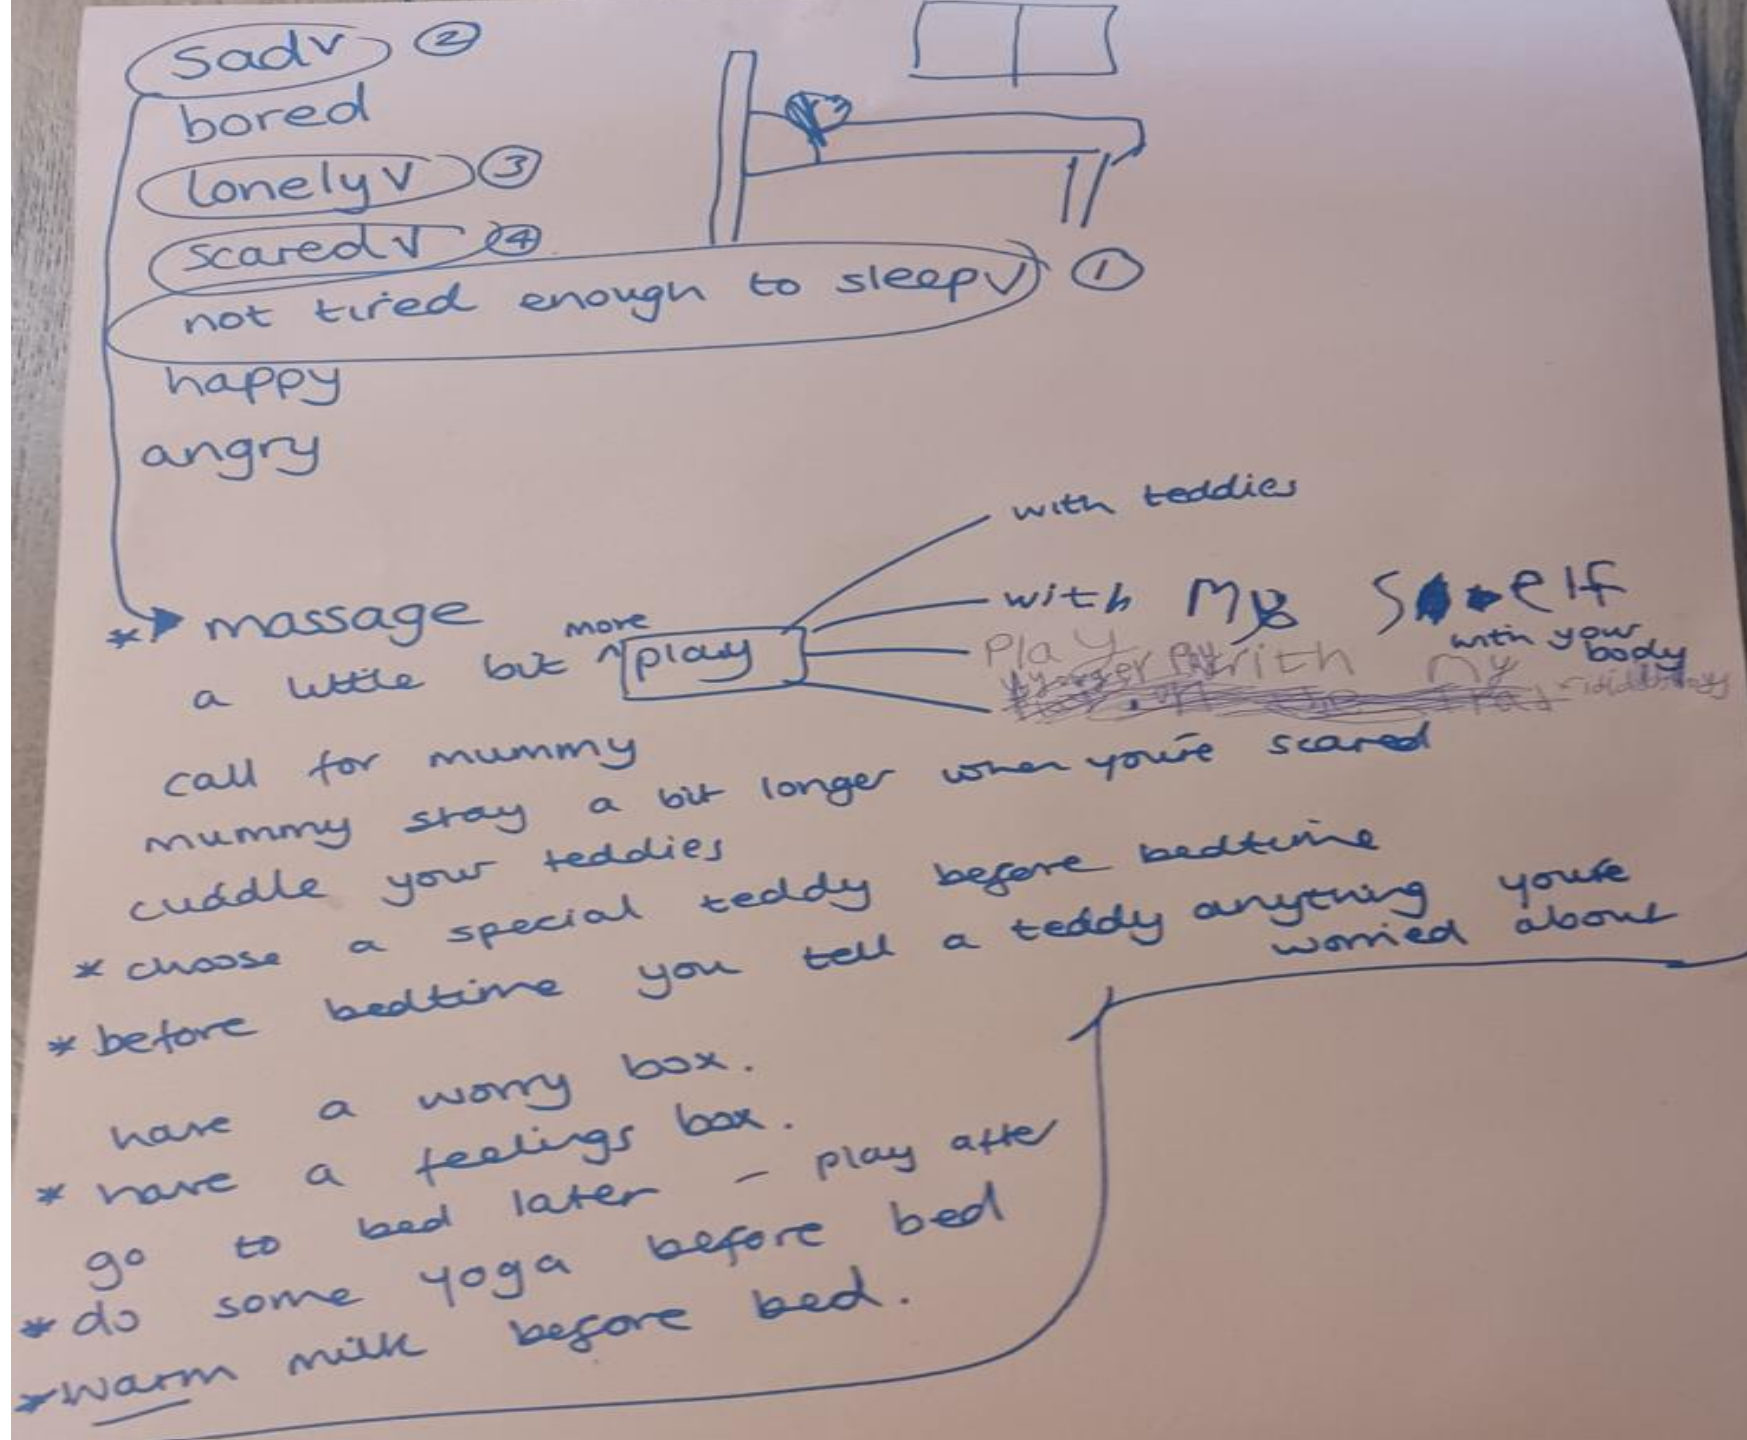 sad √ ②
bored
lonely √ ③
scared √ ④
not tired enough to sleep √ ①
happy
angry
with teddies
* massage
with my self
more
a little bit ^ play
play with my
with your body
call for mummy
mummy stay a bit longer when you're scared
cuddle your teddies
* choose a special teddy before bedtime
* before bedtime you tell a teddy anything you're
worried about
have a worry box.
* have a feelings box.
go to bed later - play after
* do some yoga before bed
* warm milk before bed.